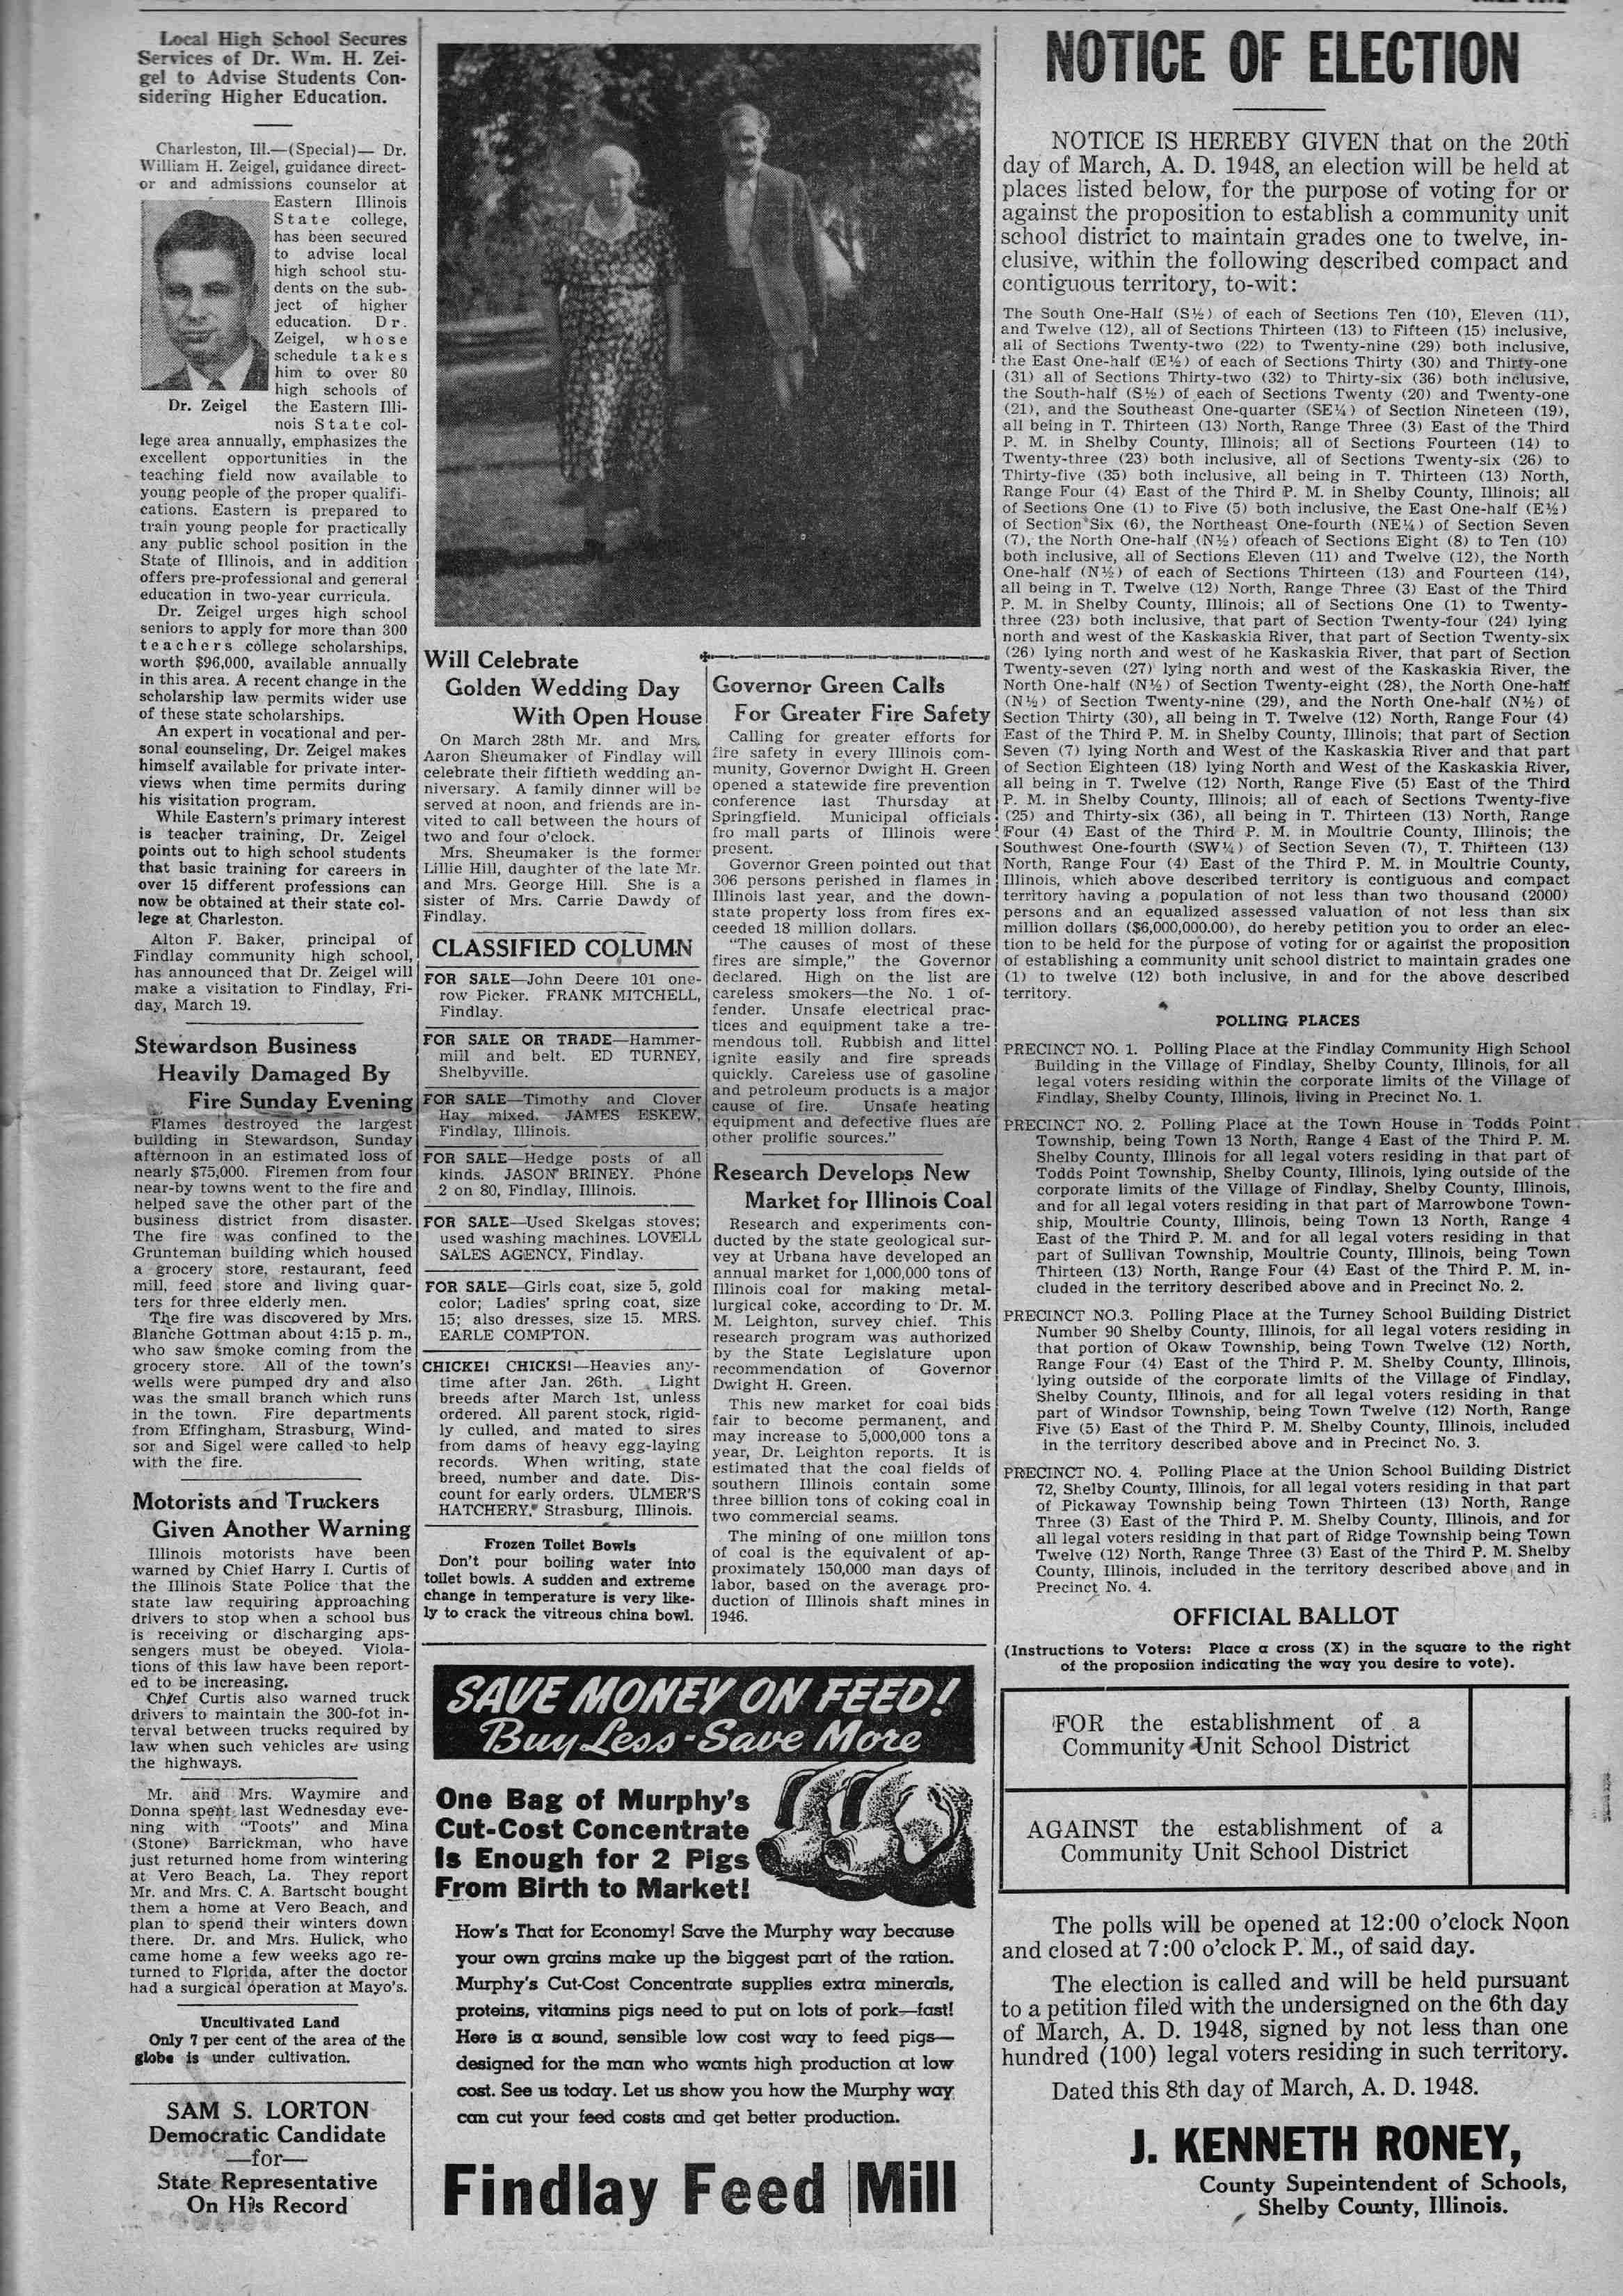 Local High School Secures
Services of Dr. Wm. H. Zei-
gel to Advise Students Con-
sidering Higher Education.
Charleston, Ill.—(Special)— Dr.
William H. Zeigel, guidance direct-
or and admissions counselor at
Eastern Illinois
State college,
has been secured
to advise local
high school stu-
dents on the sub-
ject of higher
education. Dr.
Zeigel, whose
schedule takes
him to over 80
high schools of
Dr. Zeigel the Eastern Illi-
nois State col-
lege area annually, emphasizes the
excellent opportunities in the
teaching field now available to
young people of the proper qualifi-
cations. Eastern is prepared to
train young people for practically
any public school position in the
State of Illinois, and in addition
offers pre-professional and general
education in two-year curricula.
Dr. Zeigel urges high school
seniors to apply for more than 300
teachers college scholarships,
worth $96,000, available annually
in this area. A recent change in the
scholarship law permits wider use
of these state scholarships.
An expert in vocational and per-
sonal counseling, Dr. Zeigel makes
himself available for private inter-
views when time permits during
his visitation program.
While Eastern's primary interest
is teacher training, Dr. Zeigel
points out to high school students
that basic training for careers in
over 15 different professions can
now be obtained at their state col-
lege at Charleston.
Alton F. Baker, principal of
Findlay community high school,
has announced that Dr. Zeigel will
make a visitation to Findlay, Fri-
day, March 19.
Stewardson Business
Heavily Damaged By
Fire Sunday Evening
Flames destroyed the largest
building in Stewardson, Sunday
afternoon in an estimated loss of
nearly $75,000. Firemen from four
near-by towns went to the fire and
helped save the other part of the
business district from disaster.
The fire was confined to the
Grunteman building which housed
a grocery store, restaurant, feed
mill, feed store and living quar-
ters for three elderly men.
The fire was discovered by Mrs.
Blanche Gottman about 4:15 p. m.,
who saw smoke coming from the
grocery store. All of the town's
wells were pumped dry and also
was the small branch which runs
in the town. Fire departments
from Effingham, Strasburg, Wind-
sor and Sigel were called to help
with the fire.
Motorists and Truckers
Given Another Warning
Illinois motorists have been
warned by Chief Harry I. Curtis of
the Illinois State Police that the
state law requiring approaching
drivers to stop when a school bus
is receiving or discharging aps-
sengers must be obeyed. Viola-
tions of this law have been report-
ed to be increasing.
Chief Curtis also warned truck
drivers to maintain the 300-fot in-
terval between trucks required by
law when such vehicles are using
the highways.
Mr. and Mrs. Waymire and
Donna spent last Wednesday eve-
ning with "Toots" and Mina
(Stone) Barrickman, who have
just returned home from wintering
at Vero Beach, La. They report
Mr. and Mrs. C. A. Bartscht bought
them a home at Vero Beach, and
plan to spend their winters down
there. Dr. and Mrs. Hulick, who
came home a few weeks ago re-
turned to Florida, after the doctor
had a surgical operation at Mayo's.
Uncultivated Land
Only 7 per cent of the area of the
globe is under cultivation.
SAM S. LORTON
Democratic Candidate
—for—
State Representative
On His Record
Will Celebrate
Golden Wedding Day
With Open House
On March 28th Mr. and Mrs.
Aaron Sheumaker of Findlay will
celebrate their fiftieth wedding an-
niversary. A family dinner will be
served at noon, and friends are in-
vited to call between the hours of
two and four o'clock.
Mrs. Sheumaker is the former
Lillie Hill, daughter of the late Mr.
and Mrs. George Hill. She is a
sister of Mrs. Carrie Dawdy of
Findlay.
CLASSIFIED COLUMN
FOR SALE—John Deere 101 one-
row Picker. FRANK MITCHELL,
Findlay.
FOR SALE OR TRADE—Hammer-
mill and belt. ED TURNEY,
Shelbyville.
FOR SALE—Timothy and Clover
Hay mixed. JAMES ESKEW,
Findlay, Illinois.
FOR SALE—Hedge posts of all
kinds. JASON BRINEY. Phone
2 on 80, Findlay, Illinois.
FOR SALE—Used Skelgas stoves;
used washing machines. LOVELL
SALES AGENCY, Findlay.
FOR SALE—Girls coat, size 5, gold
color; Ladies' spring coat, size
15; also dresses, size 15. MRS.
EARLE COMPTON.
CHICKE! CHICKS!—Heavies any-
time after Jan. 26th. Light
breeds after March 1st, unless
ordered. All parent stock, rigid-
ly culled, and mated to sires
from dams of heavy egg-laying
records. When writing, state
breed, number and date. Dis-
count for early orders. ULMER'S
HATCHERY, Strasburg, Illinois.
Frozen Toilet Bowls
Don't pour boiling water into
toilet bowls. A sudden and extreme
change in temperature is very like-
ly to crack the vitreous china bowl.
Governor Green Calls
For Greater Fire Safety
Calling for greater efforts for
fire safety in every Illinois com-
munity, Governor Dwight H. Green
opened a statewide fire prevention
conference last Thursday at
Springfield. Municipal officials
fro mall parts of Illinois were
present.
Governor Green pointed out that
306 persons perished in flames in
Illinois last year, and the down-
state property loss from fires ex-
ceeded 18 million dollars.
"The causes of most of these
fires are simple," the Governor
declared. High on the list are
careless smokers—the No. 1 of-
fender. Unsafe electrical prac-
tices and equipment take a tre-
mendous toll. Rubbish and littel
ignite easily and fire spreads
quickly. Careless use of gasoline
and petroleum products is a major
cause of fire. Unsafe heating
equipment and defective flues are
other prolific sources."
Research Develops New
Market for Illinois Coal
Research and experiments con-
ducted by the state geological sur-
vey at Urbana have developed an
annual market for 1,000,000 tons of
Illinois coal for making metal-
lurgical coke, according to Dr. M.
M. Leighton, survey chief. This
research program was authorized
by the State Legislature upon
recommendation of Governor
Dwight H. Green.
This new market for coal bids
fair to become permanent, and
may increase to 5,000,000 tons a
year, Dr. Leighton reports. It is
estimated that the coal fields of
southern Illinois contain some
three billion tons of coking coal in
two commercial seams.
The mining of one million tons
of coal is the equivalent of ap-
proximately 150,000 man days of
labor, based on the average pro-
duction of Illinois shaft mines in
1946.
SAVE MONEY ON FEED!
Buy Less - Save More
One Bag of Murphy's
Cut-Cost Concentrate
Is Enough for 2 Pigs
From Birth to Market!
How's That for Economy! Save the Murphy way because
your own grains make up the biggest part of the ration.
Murphy's Cut-Cost Concentrate supplies extra minerals,
proteins, vitamins pigs need to put on lots of pork—fast!
Here is a sound, sensible low cost way to feed pigs—
designed for the man who wants high production at low
cost. See us today. Let us show you how the Murphy way
can cut your feed costs and get better production.
Findlay Feed Mill
NOTICE OF ELECTION
NOTICE IS HEREBY GIVEN that on the 20th
day of March, A. D. 1948, an election will be held at
places listed below, for the purpose of voting for or
against the proposition to establish a community unit
school district to maintain grades one to twelve, in-
clusive, within the following described compact and
contiguous territory, to-wit:
The South One-Half (S½) of each of Sections Ten (10), Eleven (11),
and Twelve (12), all of Sections Thirteen (13) to Fifteen (15) inclusive,
all of Sections Twenty-two (22) to Twenty-nine (29) both inclusive,
the East One-half (E½) of each of Sections Thirty (30) and Thirty-one
(31) all of Sections Thirty-two (32) to Thirty-six (36) both inclusive,
the South-half (S½) of each of Sections Twenty (20) and Twenty-one
(21), and the Southeast One-quarter (SE¼) of Section Nineteen (19),
all being in T. Thirteen (13) North, Range Three (3) East of the Third
P. M. in Shelby County, Illinois; all of Sections Fourteen (14) to
Twenty-three (23) both inclusive, all of Sections Twenty-six (26) to
Thirty-five (35) both inclusive, all being in T. Thirteen (13) North,
Range Four (4) East of the Third P. M. in Shelby County, Illinois; all
of Sections One (1) to Five (5) both inclusive, the East One-half (E½)
of Section Six (6), the Northeast One-fourth (NE¼) of Section Seven
(7), the North One-half (N½) ofeach of Sections Eight (8) to Ten (10)
both inclusive, all of Sections Eleven (11) and Twelve (12), the North
One-half (N½) of each of Sections Thirteen (13) and Fourteen (14),
all being in T. Twelve (12) North, Range Three (3) East of the Third
P. M. in Shelby County, Illinois; all of Sections One (1) to Twenty-
three (23) both inclusive, that part of Section Twenty-four (24) lying
north and west of the Kaskaskia River, that part of Section Twenty-six
(26) lying north and west of he Kaskaskia River, that part of Section
Twenty-seven (27) lying north and west of the Kaskaskia River, the
North One-half (N½) of Section Twenty-eight (28), the North One-half
(N½) of Section Twenty-nine (29), and the North One-half (N½) of
Section Thirty (30), all being in T. Twelve (12) North, Range Four (4)
East of the Third P. M. in Shelby County, Illinois; that part of Section
Seven (7) lying North and West of the Kaskaskia River and that part
of Section Eighteen (18) lying North and West of the Kaskaskia River,
all being in T. Twelve (12) North, Range Five (5) East of the Third
P. M. in Shelby County, Illinois; all of each of Sections Twenty-five
(25) and Thirty-six (36), all being in T. Thirteen (13) North, Range
Four (4) East of the Third P. M. in Moultrie County, Illinois; the
Southwest One-fourth (SW¼) of Section Seven (7), T. Thirteen (13)
North, Range Four (4) East of the Third P. M. in Moultrie County,
Illinois, which above described territory is contiguous and compact
territory having a population of not less than two thousand (2000)
persons and an equalized assessed valuation of not less than six
million dollars ($6,000,000.00), do hereby petition you to order an elec-
tion to be held for the purpose of voting for or against the proposition
of establishing a community unit school district to maintain grades one
(1) to twelve (12) both inclusive, in and for the above described
territory.
POLLING PLACES
PRECINCT NO. 1. Polling Place at the Findlay Community High School
Building in the Village of Findlay, Shelby County, Illinois, for all
legal voters residing within the corporate limits of the Village of
Findlay, Shelby County, Illinois, living in Precinct No. 1.
PRECINCT NO. 2. Polling Place at the Town House in Todds Point
Township, being Town 13 North, Range 4 East of the Third P. M.
Shelby County, Illinois for all legal voters residing in that part of
Todds Point Township, Shelby County, Illinois, lying outside of the
corporate limits of the Village of Findlay, Shelby County, Illinois,
and for all legal voters residing in that part of Marrowbone Town-
ship, Moultrie County, Illinois, being Town 13 North, Range 4
East of the Third P. M. and for all legal voters residing in that
part of Sullivan Township, Moultrie County, Illinois, being Town
Thirteen (13) North, Range Four (4) East of the Third P. M. in-
cluded in the territory described above and in Precinct No. 2.
PRECINCT NO.3. Polling Place at the Turney School Building District
Number 90 Shelby County, Illinois, for all legal voters residing in
that portion of Okaw Township, being Town Twelve (12) North,
Range Four (4) East of the Third P. M. Shelby County, Illinois,
lying outside of the corporate limits of the Village of Findlay,
Shelby County, Illinois, and for all legal voters residing in that
part of Windsor Township, being Town Twelve (12) North, Range
Five (5) East of the Third P. M. Shelby County, Illinois, included
in the territory described above and in Precinct No. 3.
PRECINCT NO. 4. Polling Place at the Union School Building District
72, Shelby County, Illinois, for all legal voters residing in that part
of Pickaway Township being Town Thirteen (13) North, Range
Three (3) East of the Third P. M. Shelby County, Illinois, and for
all legal voters residing in that part of Ridge Township being Town
Twelve (12) North, Range Three (3) East of the Third P. M. Shelby
County, Illinois, included in the territory described above and in
Precinct No. 4.
OFFICIAL BALLOT
(Instructions to Voters: Place a cross (X) in the square to the right
of the proposiion indicating the way you desire to vote).
FOR the establishment of a
Community Unit School District
AGAINST the establishment of a
Community Unit School District
The polls will be opened at 12:00 o'clock Noon
and closed at 7:00 o'clock P. M., of said day.
The election is called and will be held pursuant
to a petition filed with the undersigned on the 6th day
of March, A. D. 1948, signed by not less than one
hundred (100) legal voters residing in such territory.
Dated this 8th day of March, A. D. 1948.
J. KENNETH RONEY,
County Supeintendent of Schools,
Shelby County, Illinois.